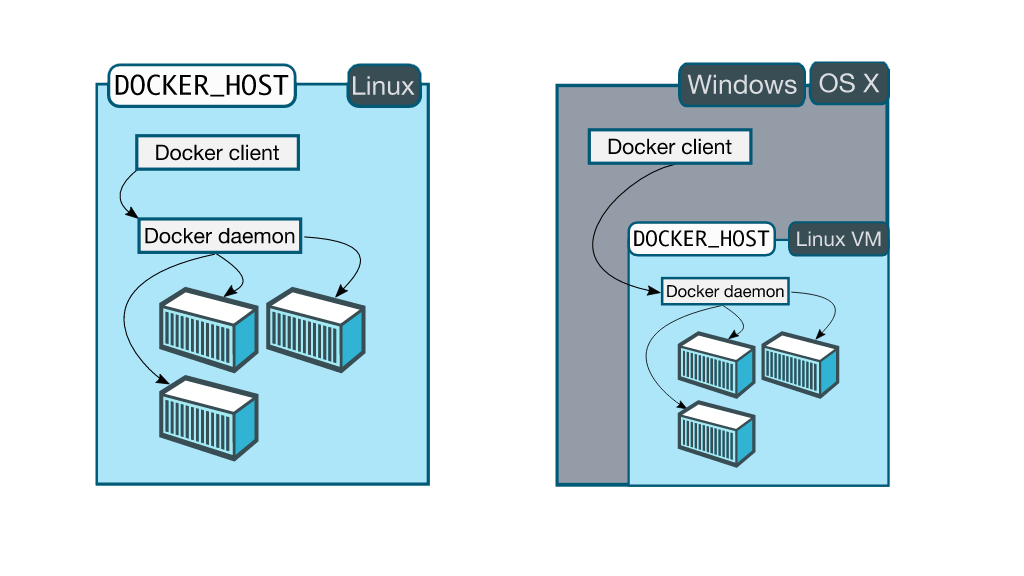 DOCKER_HOST
Linux
Docker client
Docker daemon
Windows
OS X
Docker client
DOCKER_HOST
Linux VM
Docker daemon